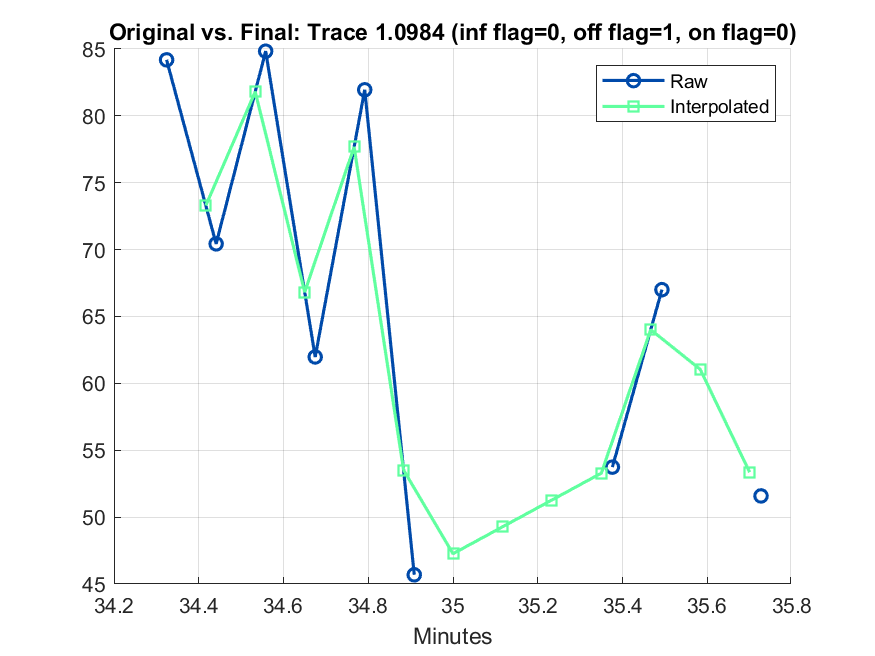 Original vs. Final: Trace 1.0984 (inf flag=0, off flag=1, on flag=0)
85
80
75
70
65
60
55
50
45
Raw
Interpolated
34.2 34.4 34.6 34.8 35 35.2 35.4 35.6 35.8
Minutes